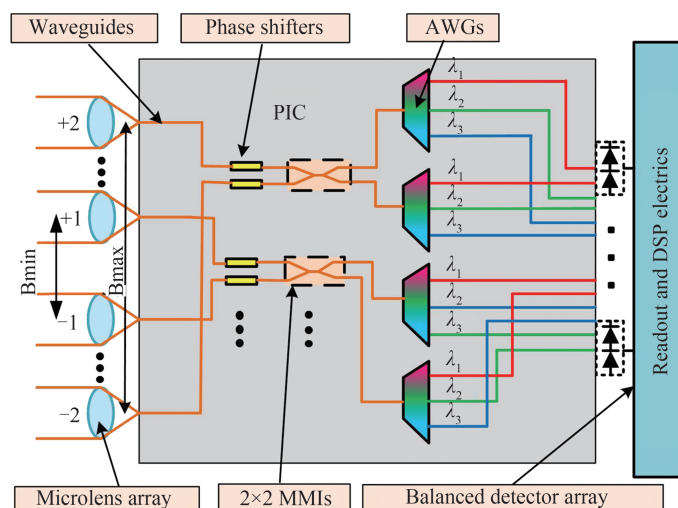 Waveguides
Phase shifters
AWGs
PIC
λ1
λ2
λ3
λ1
λ2
λ3
λ1
λ2
λ3
λ1
λ2
λ3
+2
+1
−1
−2
Bmin
Bmax
Readout and DSP electrics
Microlens array
2×2 MMIs
Balanced detector array